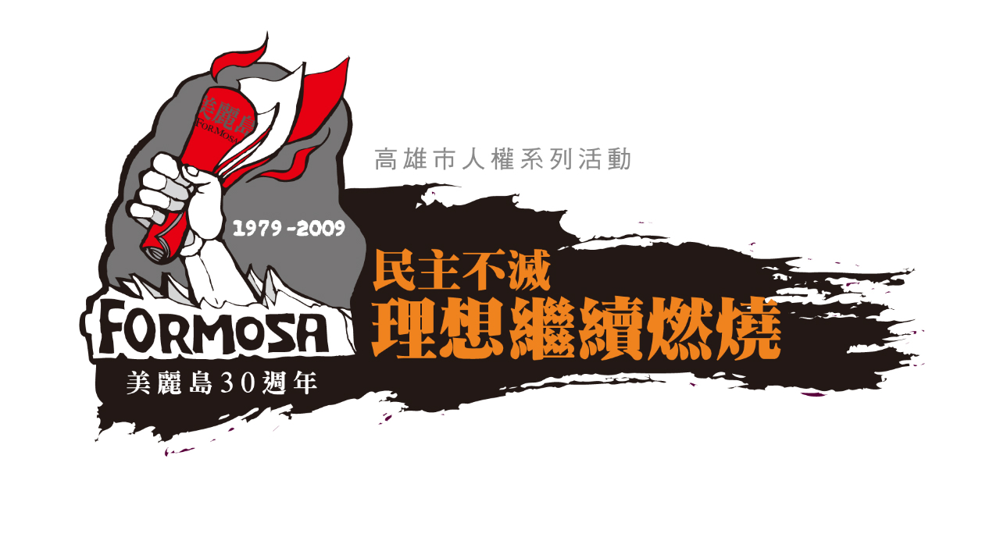 美麗島
FORMOSA
高雄市人權系列活動
1979-2009
民主不滅
理想繼續燃燒
FORMOSA
美麗島30週年